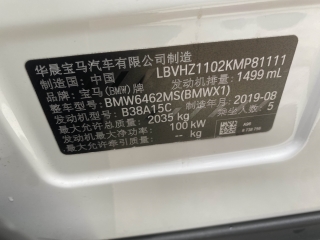 华晨宝马汽车有限公司制造
制造国: 中国 LBVHZ1102KMP81111
品牌: 宝马(BMW)牌 发动机排量: 1499 mL
整车型号: BMW6462MS(BMWX1)
发动机型号: B38A15C 制造年月: 2019-08
最大允许总质量: 2035 kg 乘坐人数: 5
发动机最大净功率: 100 kW
最大允许牵引质量: -- kg